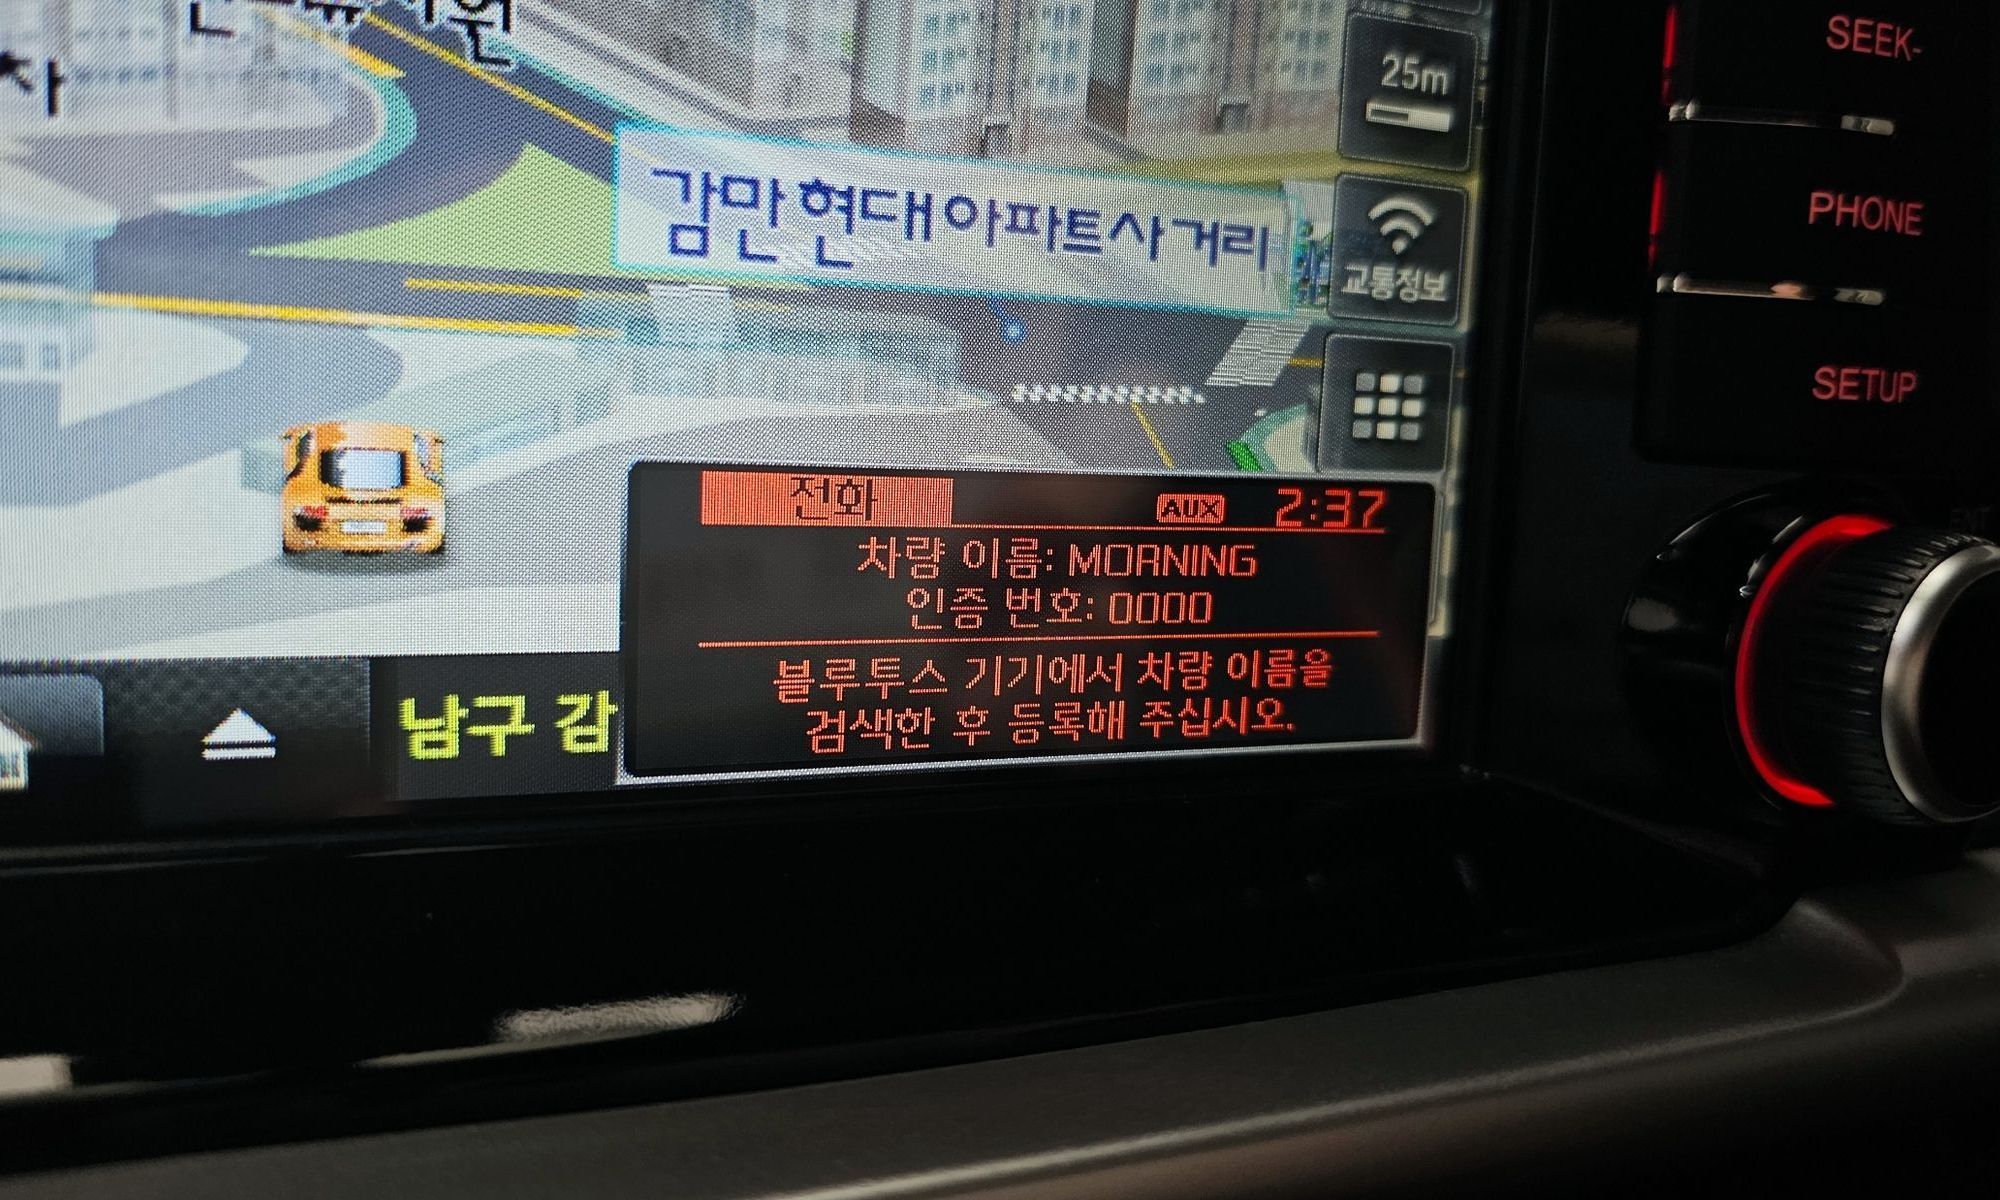 25m
감만현대아파트사거리
교통정보
전화 AUX 2:37
차량 이름: MORNING
인증 번호: 0000
블루투스 기기에서 차량 이름을
검색한 후 등록해 주십시오.
남구 감
SEEK-
PHONE
SETUP